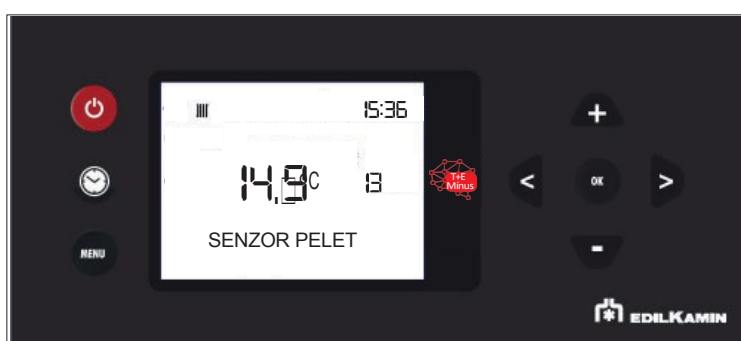 15:36
14,9°C 13
T+E
Minus
< OK >
SENZOR PELET
MENU
+
-
EDILKAMIN